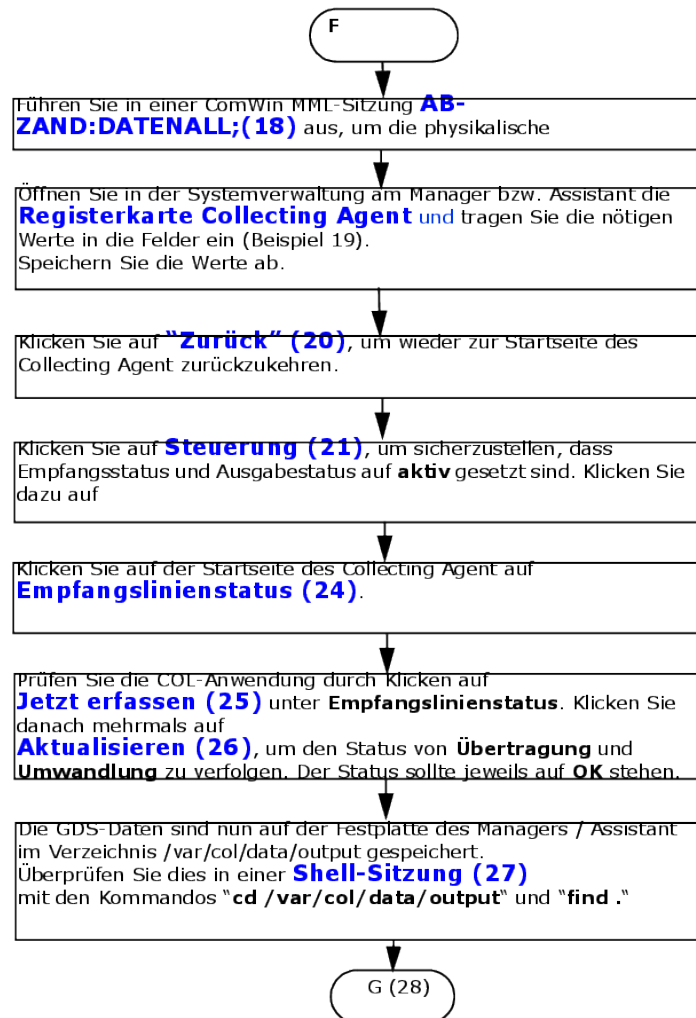 F
Führen Sie in einer ComWin MML-Sitzung AB-
ZAND:DATENALL;(18) aus, um die physikalische
Öffnen Sie in der Systemverwaltung am Manager bzw. Assistant die
Registerkarte Collecting Agent und tragen Sie die nötigen
Werte in die Felder ein (Beispiel 19).
Speichern Sie die Werte ab.
Klicken Sie auf "Zurück" (20), um wieder zur Startseite des
Collecting Agent zurückzukehren.
Klicken Sie auf Steuerung (21), um sicherzustellen, dass
Empfangsstatus und Ausgabestatus auf aktiv gesetzt sind. Klicken Sie
dazu auf
Klicken Sie auf der Startseite des Collecting Agent auf
Empfangslinienstatus (24).
Prüfen Sie die COL-Anwendung durch Klicken auf
Jetzt erfassen (25) unter Empfangslinienstatus. Klicken Sie
danach mehrmals auf
Aktualisieren (26), um den Status von Übertragung und
Umwandlung zu verfolgen. Der Status sollte jeweils auf OK stehen.
Die GDS-Daten sind nun auf der Festplatte des Managers / Assistant
im Verzeichnis /var/col/data/output gespeichert.
Überprüfen Sie dies in einer Shell-Sitzung (27)
mit den Kommandos "cd /var/col/data/output" und "find ."
G (28)